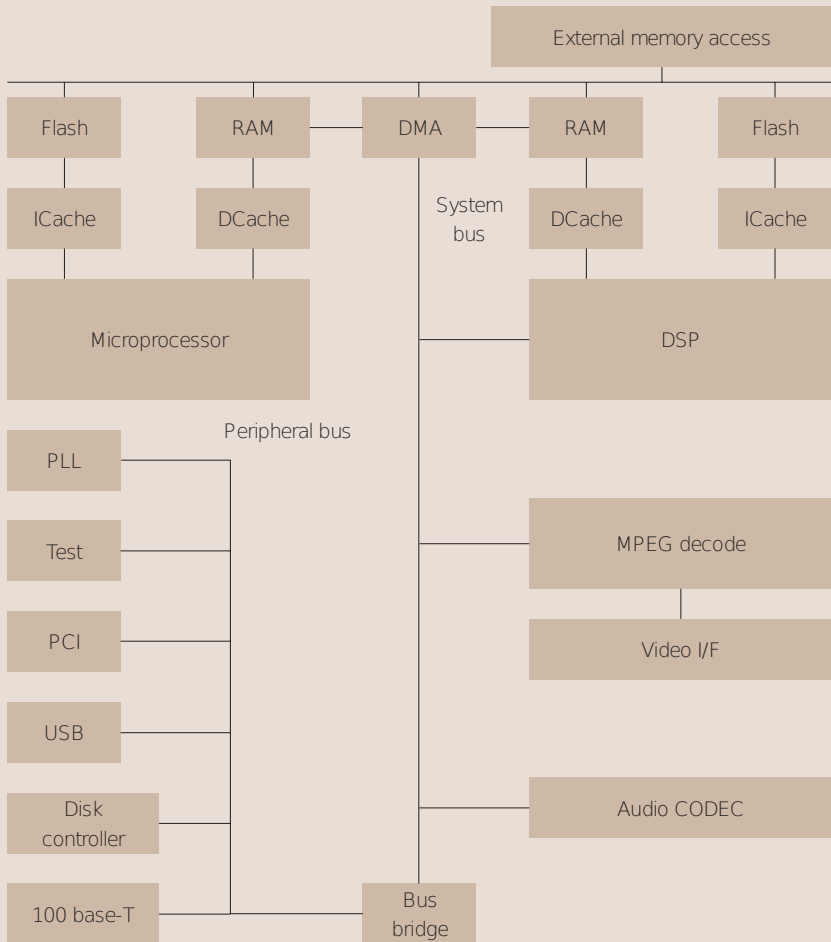 External memory access
Flash
RAM
DMA
RAM
Flash
ICache
DCache
System
bus
DCache
ICache
Microprocessor
DSP
Peripheral bus
PLL
Test
MPEG decode
PCI
Video I/F
USB
Disk
controller
Audio CODEC
100 base-T
Bus
bridge